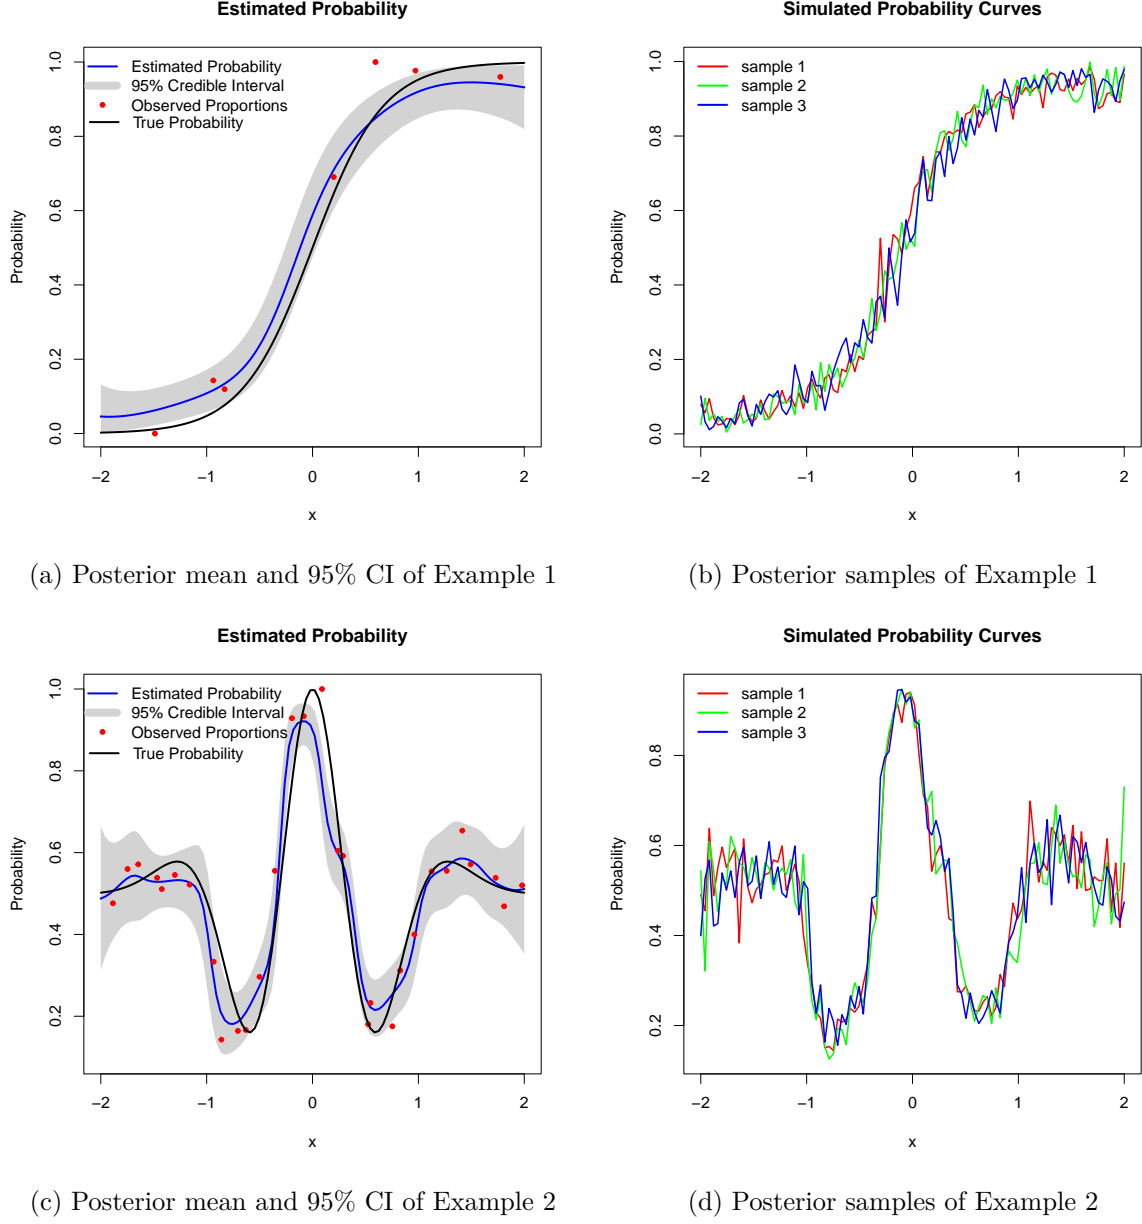 Estimated Probability
Probability
1.0
0.8
0.6
0.4
0.2
0.0
Estimated Probability
95% Credible Interval
Observed Proportions
True Probability
−2
−1
0
1
2
x
(a) Posterior mean and 95% CI of Example 1
Simulated Probability Curves
Probability
1.0
0.8
0.6
0.4
0.2
0.0
sample 1
sample 2
sample 3
−2
−1
0
1
2
x
(b) Posterior samples of Example 1
Estimated Probability
Probability
1.0
0.8
0.6
0.4
0.2
Estimated Probability
95% Credible Interval
Observed Proportions
True Probability
−2
−1
0
1
2
x
(c) Posterior mean and 95% CI of Example 2
Simulated Probability Curves
Probability
0.8
0.6
0.4
0.2
sample 1
sample 2
sample 3
−2
−1
0
1
2
x
(d) Posterior samples of Example 2